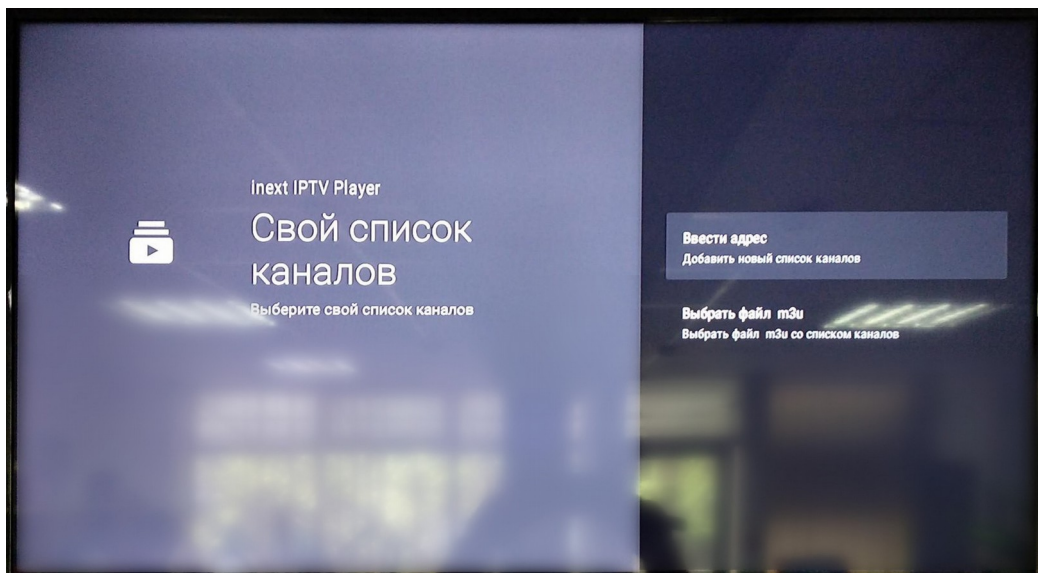 inext IPTV Player
Свой список
каналов
Выберите свой список каналов
Ввести адрес
Добавить новый список каналов
Выбрать файл m3u
Выбрать файл m3u со списком каналов